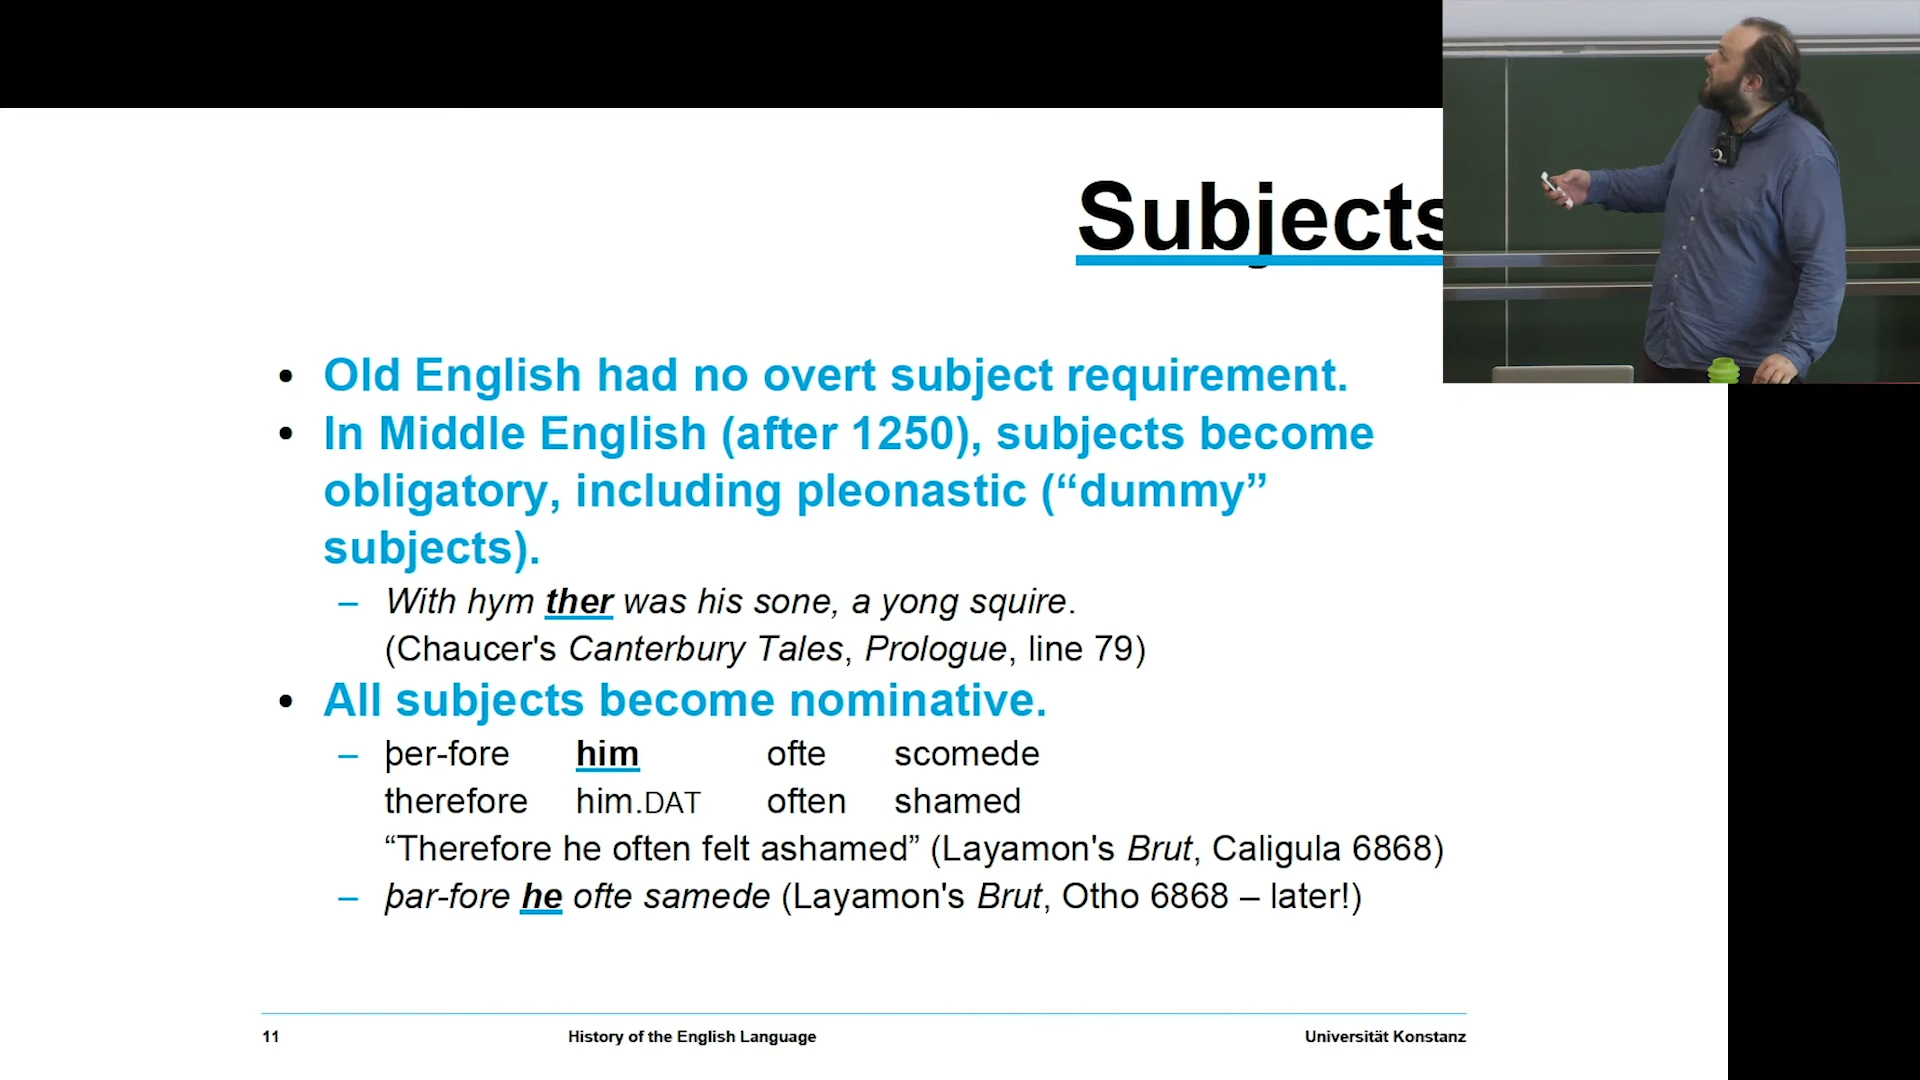 Subjects
• Old English had no overt subject requirement.
• In Middle English (after 1250), subjects become
obligatory, including pleonastic (“dummy”
subjects).
– With hym ther was his sone, a yong squire.
(Chaucer's Canterbury Tales, Prologue, line 79)
• All subjects become nominative.
– þer-fore him ofte scomede
therefore him.DAT often shamed
“Therefore he often felt ashamed” (Layamon's Brut, Caligula 6868)
– þar-fore he ofte samede (Layamon's Brut, Otho 6868 – later!)
11 History of the English Language Universität Konstanz